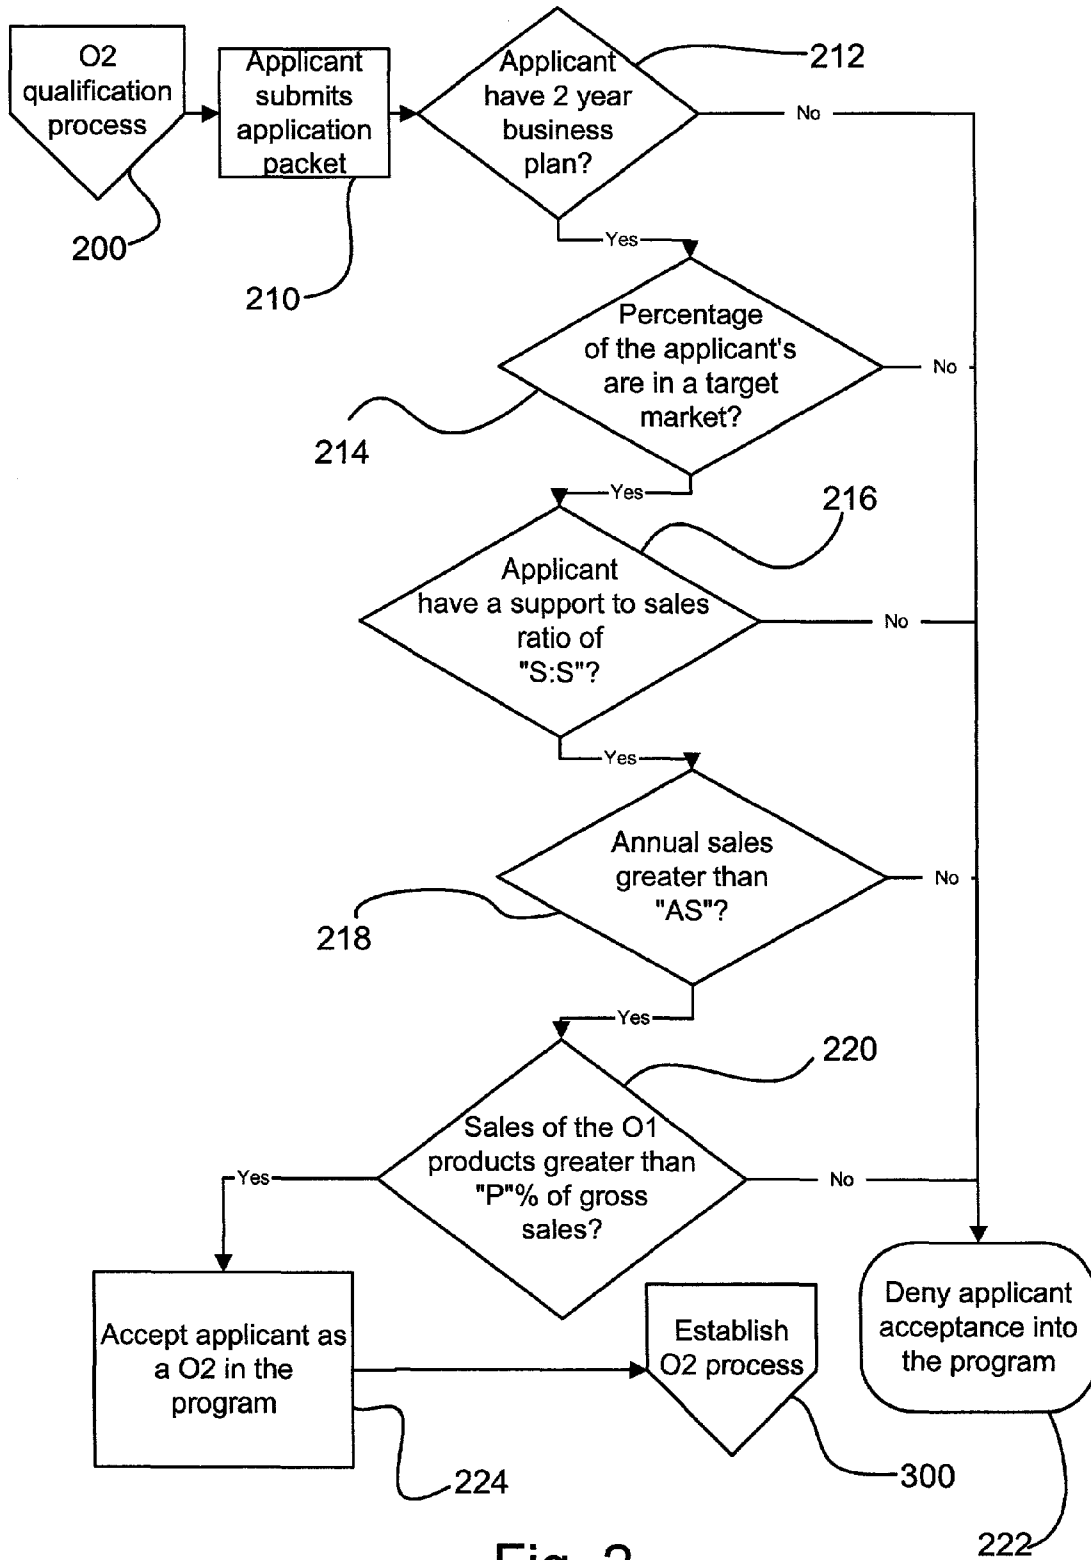 O2
qualification
process
Applicant
submits
application
packet
Applicant
have 2 year
business
plan?
212
No
200
210
Yes
Percentage
of the applicant's
are in a target
market?
No
214
Yes
216
Applicant
have a support to sales
ratio of
"S:S"?
No
Yes
Annual sales
greater than
"AS"?
No
218
Yes
220
Sales of the O1
products greater than
"P"% of gross
sales?
Yes
No
Accept applicant as
a O2 in the
program
Establish
O2 process
Deny applicant
acceptance into
the program
224
300
222